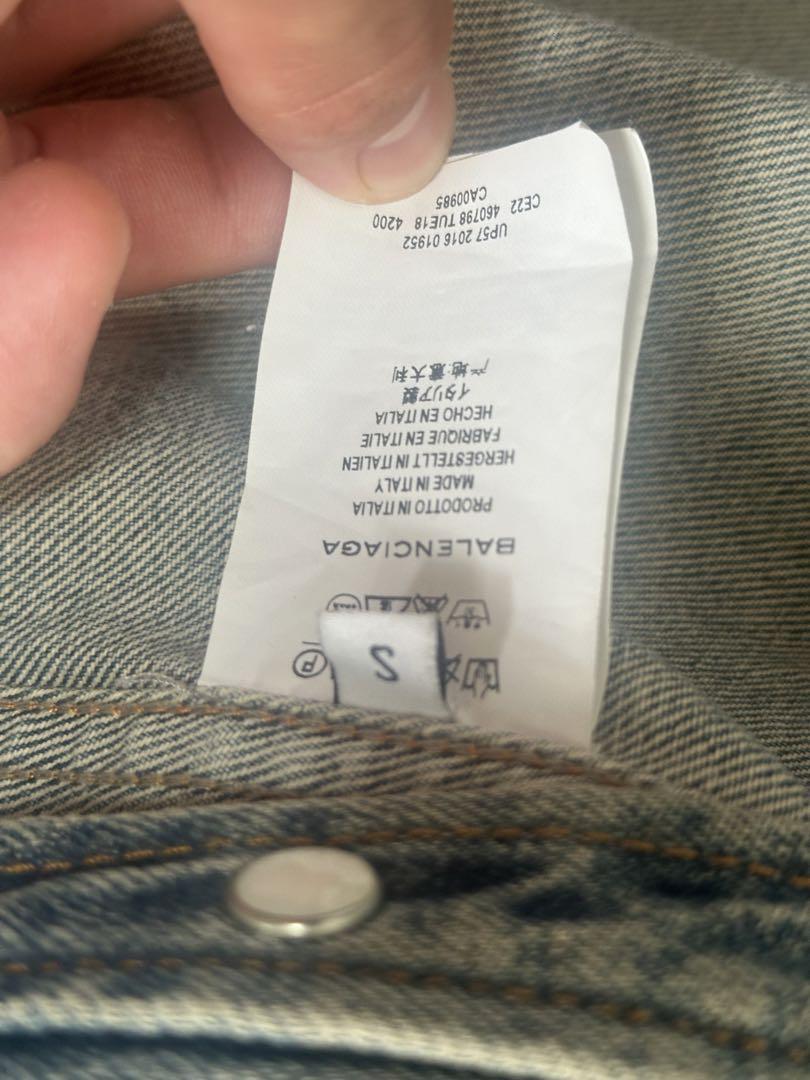 S
P
BALENCIAGA
PRODOTTO IN ITALIA
MADE IN ITALY
HERGESTELLT IN ITALIEN
FABRIQUE EN ITALIE
HECHO EN ITALIA
イタリア製
产地:意大利
UP57 2016 01952
CE22 460798 TUE18 4200
CA00985